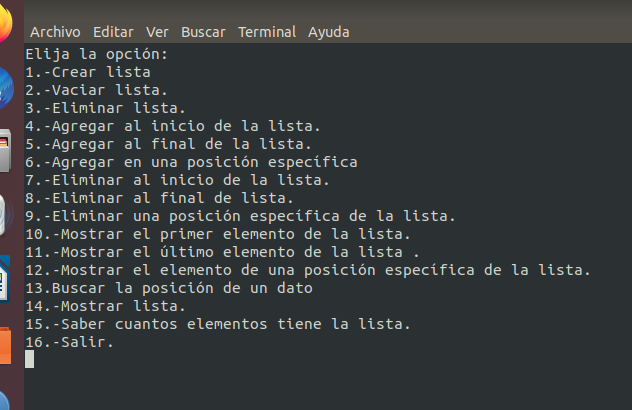 Archivo Editar Ver Buscar Terminal Ayuda
Elija la opción:
1.-Crear lista
2.-Vaciar lista.
3.-Eliminar lista.
4.-Agregar al inicio de la lista.
5.-Agregar al final de la lista.
6.-Agregar en una posición específica
7.-Eliminar al inicio de la lista.
8.-Eliminar al final de lista.
9.-Eliminar una posición específica de la lista.
10.-Mostrar el primer elemento de la lista.
11.-Mostrar el último elemento de la lista .
12.-Mostrar el elemento de una posición específica de la lista.
13.Buscar la posición de un dato
14.-Mostrar lista.
15.-Saber cuantos elementos tiene la lista.
16.-Salir.